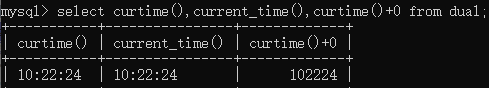 mysql> select curtime(),current_time(),curtime()+0 from dual;
+-----------+----------------+-------------+
| curtime() | current_time() | curtime()+0 |
+-----------+----------------+-------------+
| 10:22:24 | 10:22:24 | 102224 |